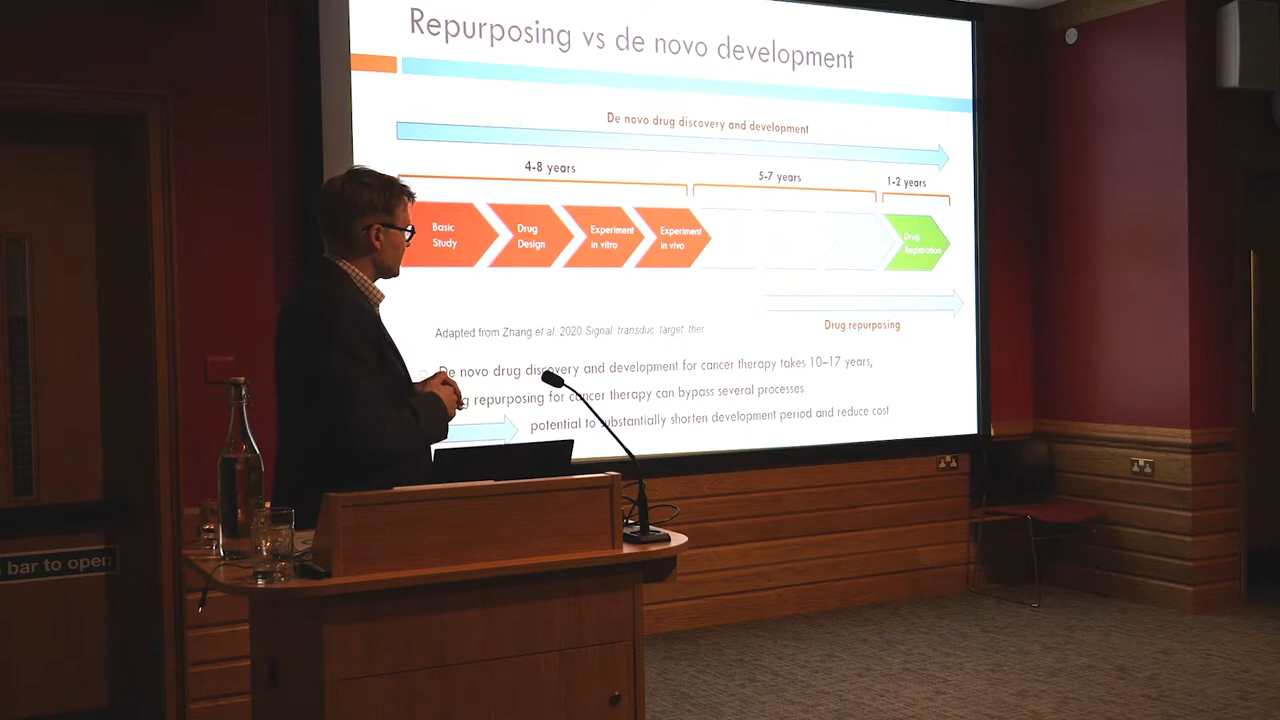 Repurposing vs de novo development
De novo drug discovery and development
4-8 years
5-7 years
1-2 years
Basic
Study
Drug
Design
Experiment
in vitro
Experiment
in vivo
Drug
Registration
Drug repurposing
Adapted from Zhang et al. 2020 Signal transduc target ther
De novo drug discovery and development for cancer therapy takes 10–17 years,
repurposing for cancer therapy can bypass several processes
potential to substantially shorten development period and reduce cost
bar to open